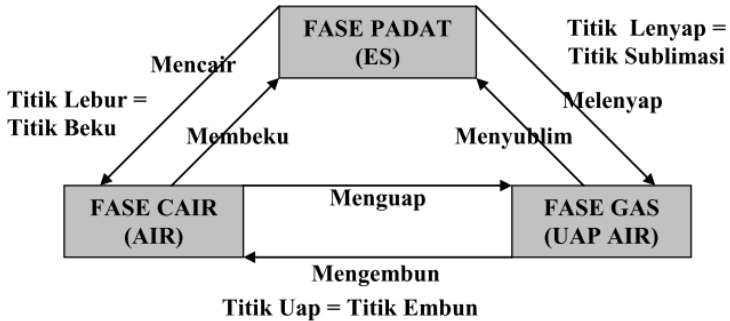 FASE PADAT
(ES)
Titik Lenyap =
Titik Sublimasi
Mencair
Titik Lebur =
Titik Beku
Melenyap
Membeku
Menyublim
FASE CAIR
(AIR)
Menguap
FASE GAS
(UAP AIR)
Mengembun
Titik Uap = Titik Embun